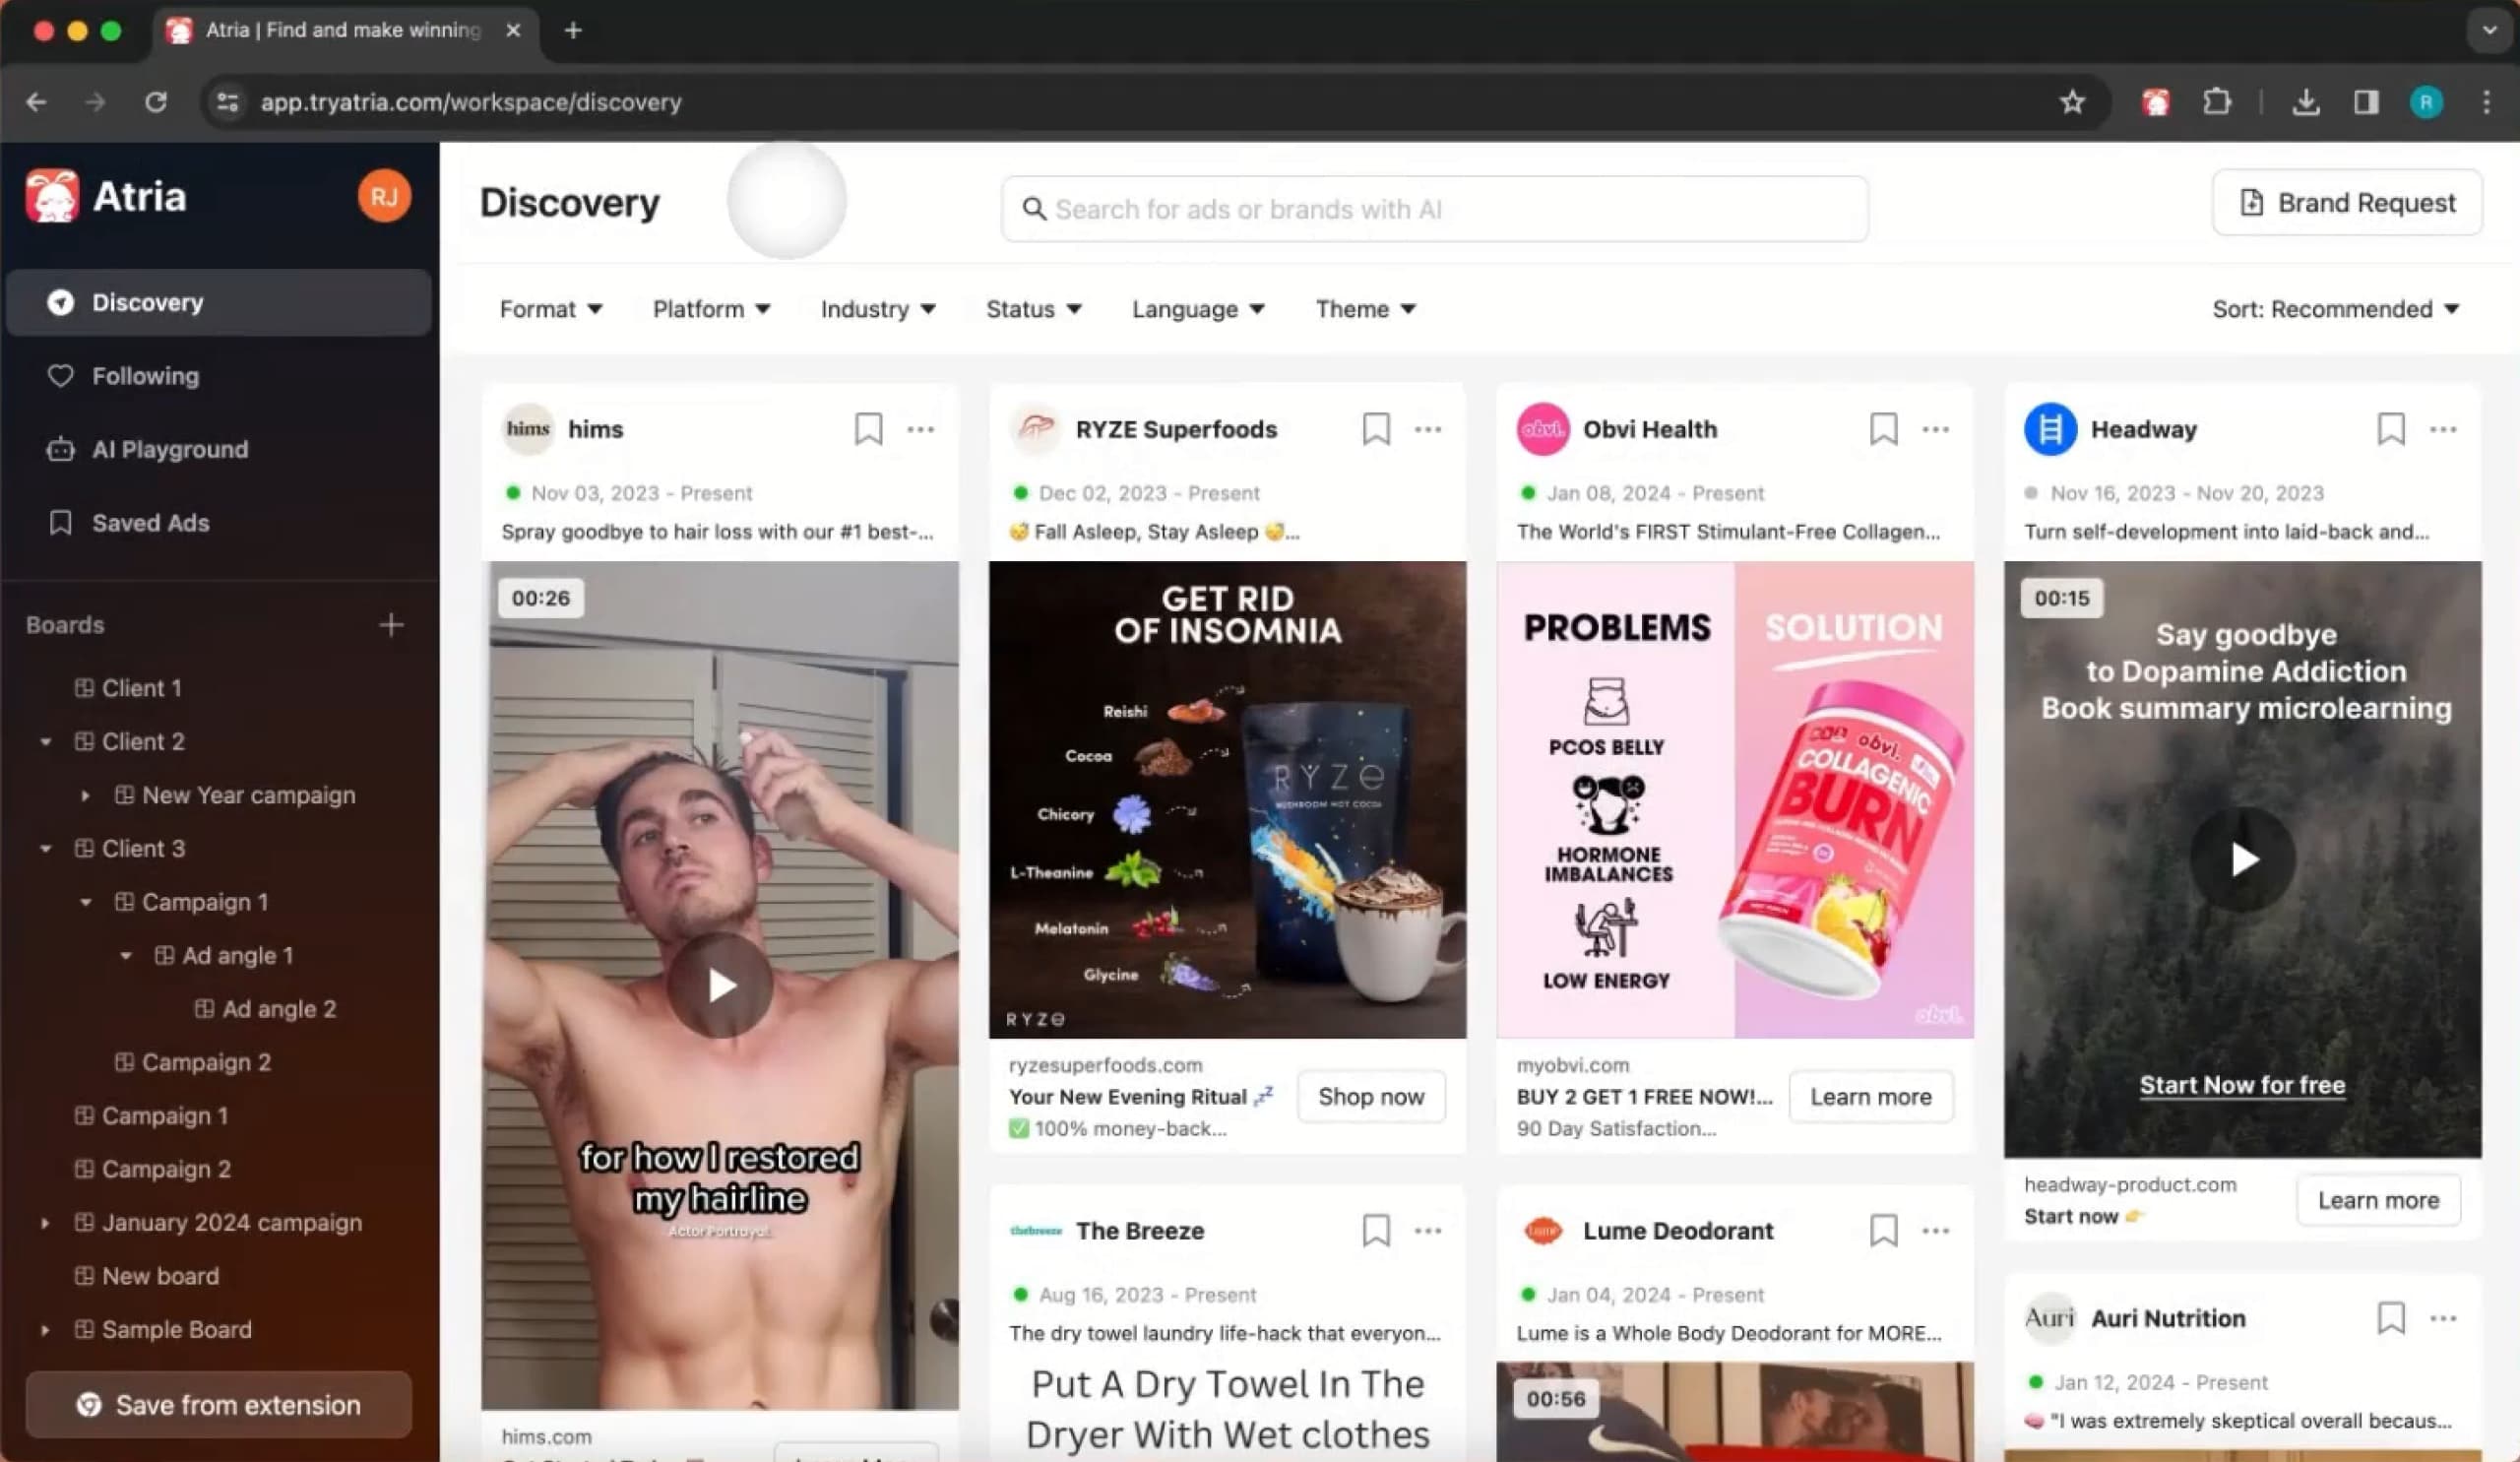 Atria | Find and make winning
app.tryatria.com/workspace/discovery
R
Atria
RJ
Discovery
Following
AI Playground
Saved Ads
Boards
Client 1
Client 2
New Year campaign
Client 3
Campaign 1
Ad angle 1
Ad angle 2
Campaign 2
Campaign 1
Campaign 2
January 2024 campaign
New board
Sample Board
Save from extension
Discovery
Search for ads or brands with AI
Brand Request
Format
Platform
Industry
Status
Language
Theme
Sort: Recommended
hims
hims
Nov 03, 2023 - Present
Spray goodbye to hair loss with our #1 best-...
00:26
for how I restored
my hairline
Actor Portrayal.
hims.com
RYZE Superfoods
Dec 02, 2023 - Present
😴 Fall Asleep, Stay Asleep 😴...
GET RID
OF INSOMNIA
Reishi
Cocoa
Chicory
L-Theanine
Melatonin
Glycine
RYZE
MUSHROOM HOT COCOA
RYZE
ryzesuperfoods.com
Your New Evening Ritual 💤
✅ 100% money-back...
Shop now
thebreeze
The Breeze
Aug 16, 2023 - Present
The dry towel laundry life-hack that everyon...
Put A Dry Towel In The
Dryer With Wet clothes
obvi.
Obvi Health
Jan 08, 2024 - Present
The World's FIRST Stimulant-Free Collagen...
PROBLEMS
SOLUTION
PCOS BELLY
HORMONE
IMBALANCES
LOW ENERGY
obvi.
COLLAGENIC
BURN
obvi.
myobvi.com
BUY 2 GET 1 FREE NOW!...
90 Day Satisfaction...
Learn more
lume
Lume Deodorant
Jan 04, 2024 - Present
Lume is a Whole Body Deodorant for MORE...
00:56
Headway
Nov 16, 2023 - Nov 20, 2023
Turn self-development into laid-back and...
00:15
Say goodbye
to Dopamine Addiction
Book summary microlearning
Start Now for free
headway-product.com
Start now 👉
Learn more
Auri
Auri Nutrition
Jan 12, 2024 - Present
🧠 "I was extremely skeptical overall becaus...